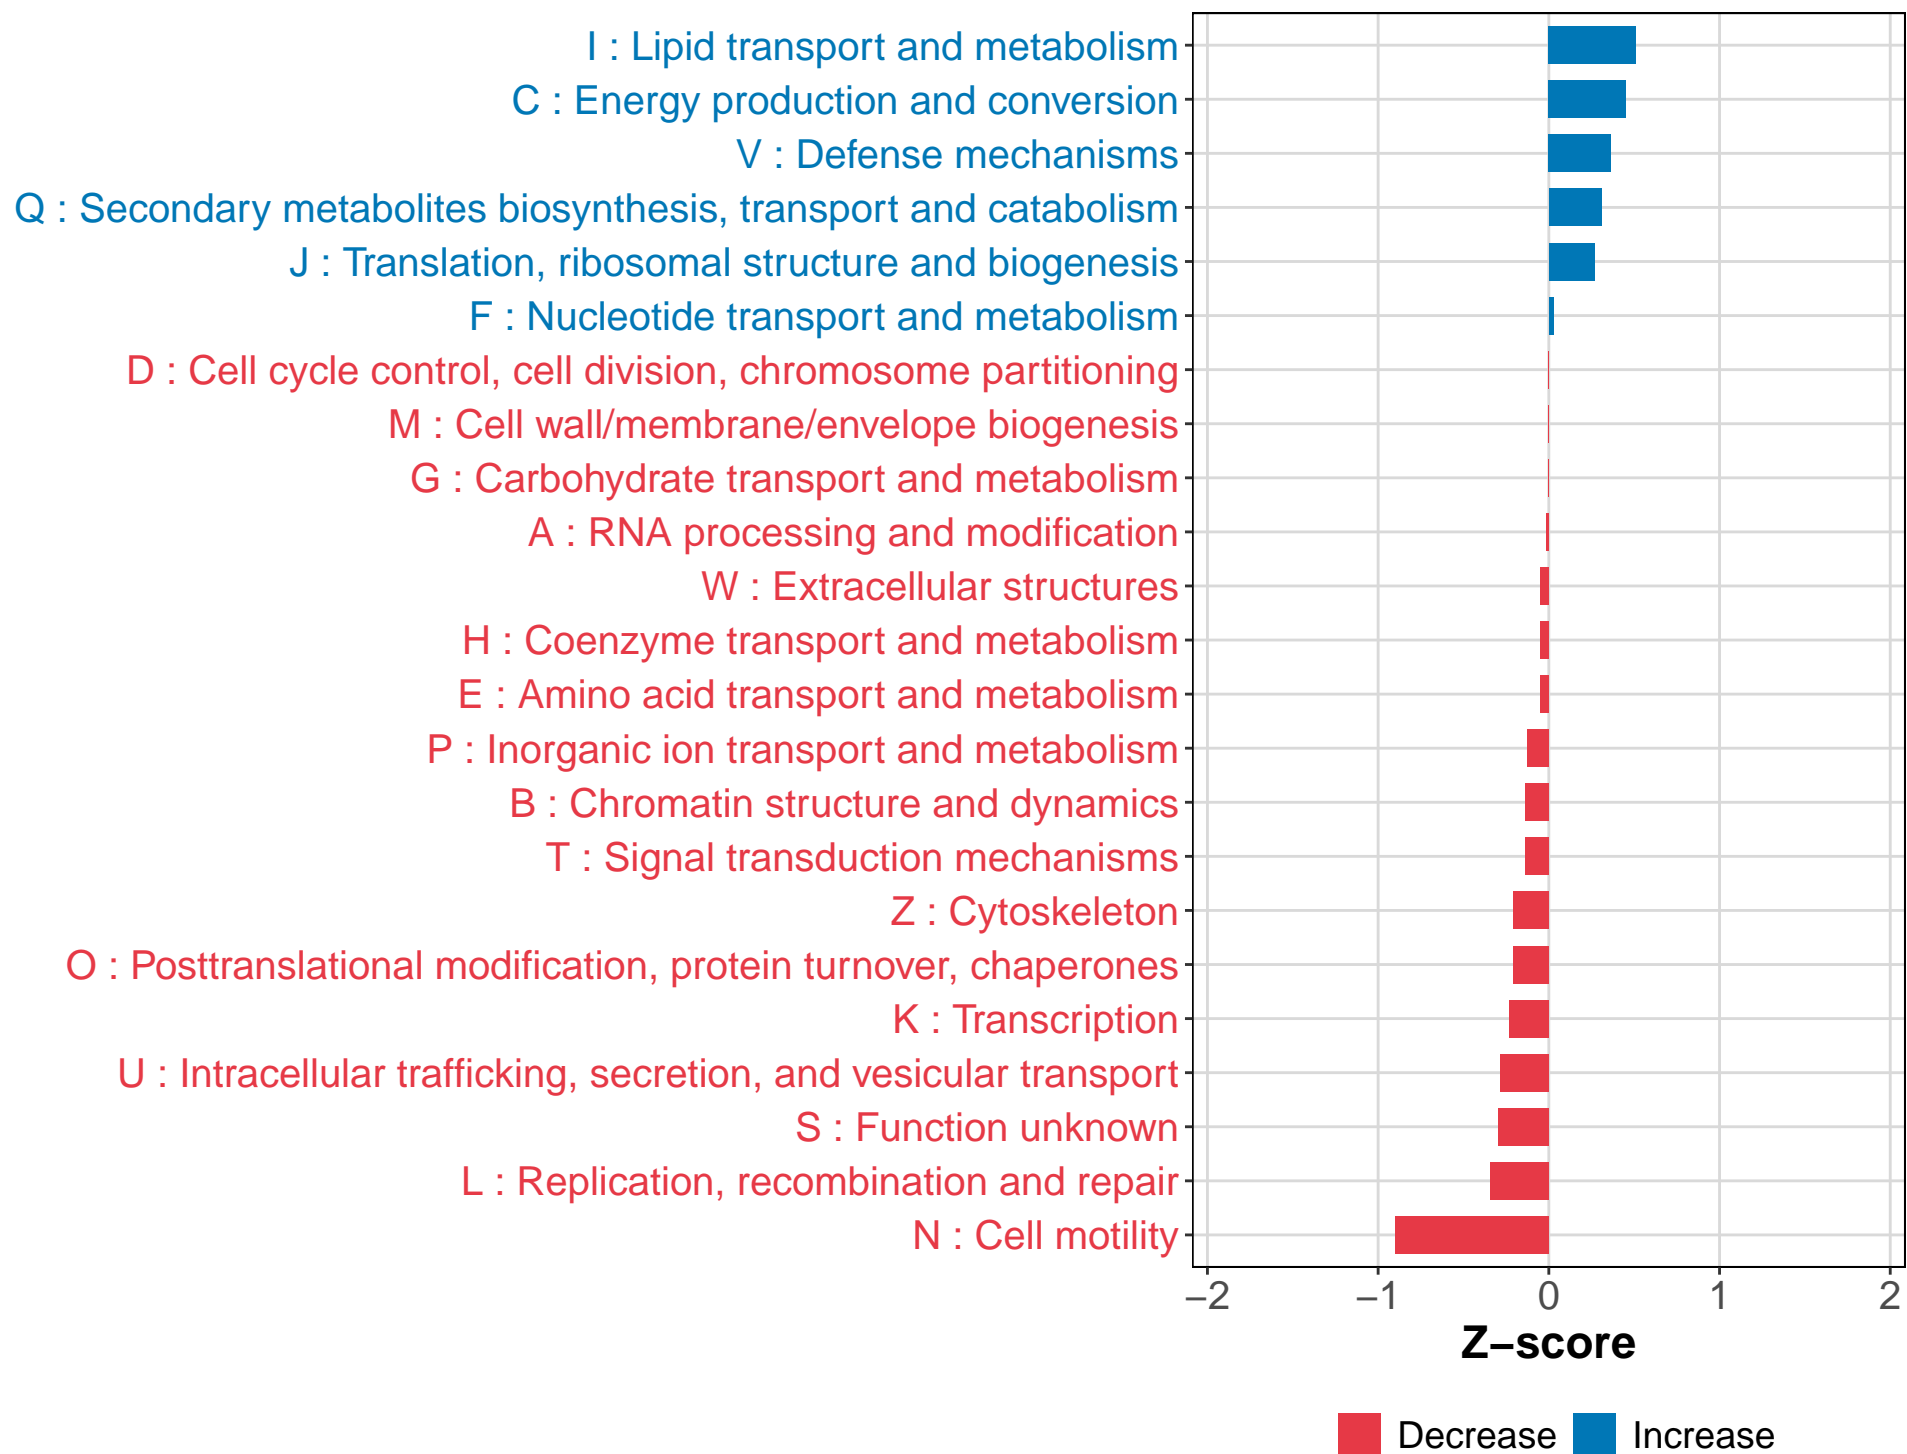 I : Lipid transport and metabolism
C : Energy production and conversion
V : Defense mechanisms
Q : Secondary metabolites biosynthesis, transport and catabolism
J : Translation, ribosomal structure and biogenesis
F : Nucleotide transport and metabolism
D : Cell cycle control, cell division, chromosome partitioning
M : Cell wall/membrane/envelope biogenesis
G : Carbohydrate transport and metabolism
A : RNA processing and modification
W : Extracellular structures
H : Coenzyme transport and metabolism
E : Amino acid transport and metabolism
P : Inorganic ion transport and metabolism
B : Chromatin structure and dynamics
T : Signal transduction mechanisms
Z : Cytoskeleton
O : Posttranslational modification, protein turnover, chaperones
K : Transcription
U : Intracellular trafficking, secretion, and vesicular transport
S : Function unknown
L : Replication, recombination and repair
N : Cell motility
−2 −1 0 1 2
Z−score
Decrease Increase